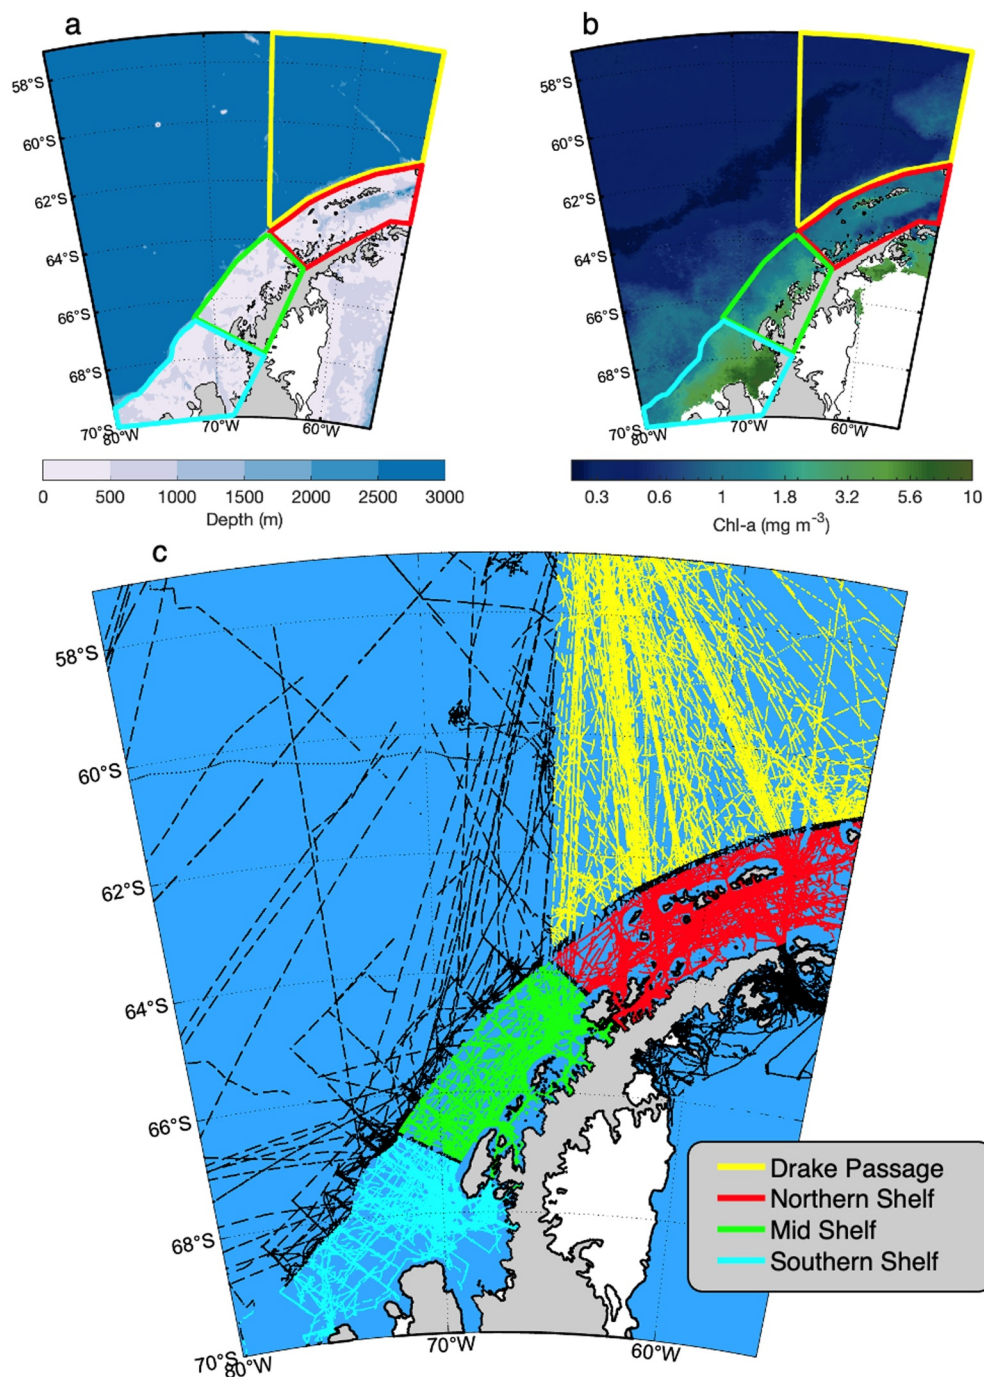 a
58°S
60°S
62°S
64°S
66°S
68°S
70°S
80°W
70°W
60°W
0 500 1000 1500 2000 2500 3000
Depth (m)
b
58°S
60°S
62°S
64°S
66°S
68°S
70°S
80°W
70°W
60°W
0.3 0.6 1 1.8 3.2 5.6 10
Chl-a (mg m⁻³)
c
58°S
60°S
62°S
64°S
66°S
68°S
70°S
80°W
70°W
60°W
Drake Passage
Northern Shelf
Mid Shelf
Southern Shelf